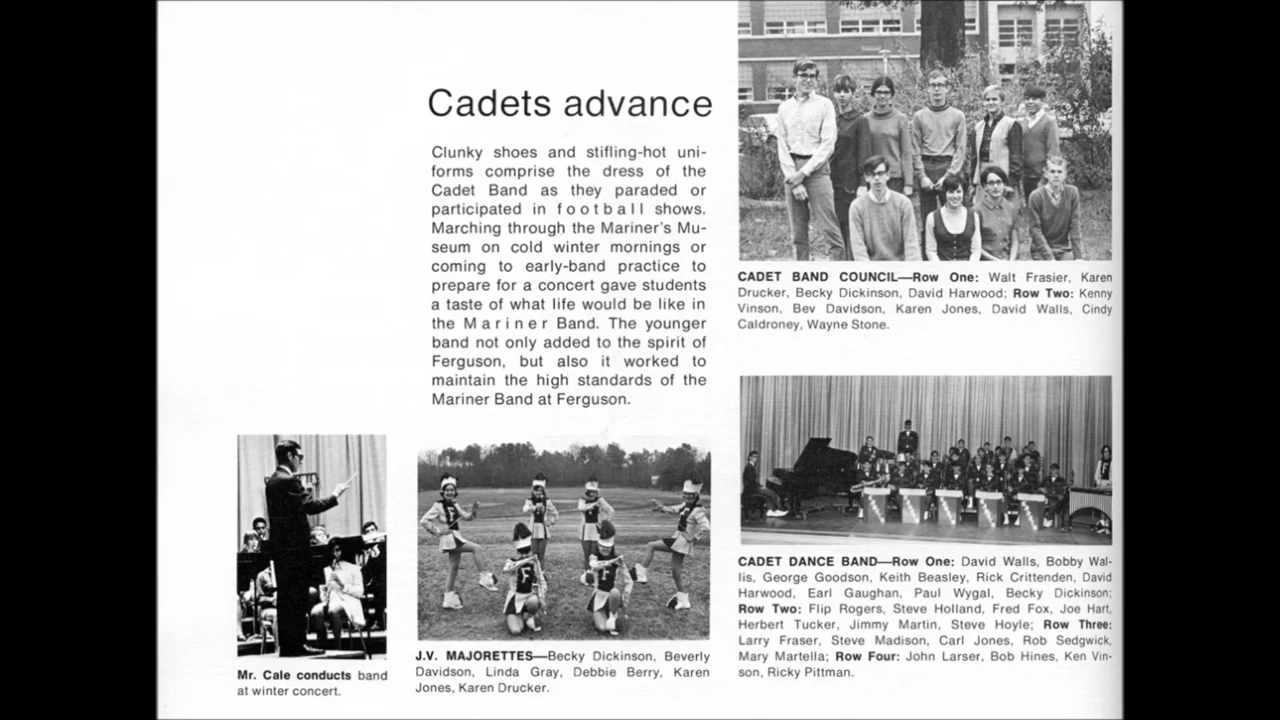 Cadets advance
Clunky shoes and stifling-hot uni-
forms comprise the dress of the
Cadet Band as they paraded or
participated in football shows.
Marching through the Mariner's Mu-
seum on cold winter mornings or
coming to early-band practice to
prepare for a concert gave students
a taste of what life would be like in
the Mariner Band. The younger
band not only added to the spirit of
Ferguson, but also it worked to
maintain the high standards of the
Mariner Band at Ferguson.
CADET BAND COUNCIL—Row One: Walt Frasier, Karen
Drucker, Becky Dickinson, David Harwood; Row Two: Kenny
Vinson, Bev Davidson, Karen Jones, David Walls, Cindy
Caldroney, Wayne Stone.
Mr. Cale conducts band
at winter concert.
F
F
F
J.V. MAJORETTES—Becky Dickinson, Beverly
Davidson, Linda Gray, Debbie Berry, Karen
Jones, Karen Drucker.
CADET DANCE BAND—Row One: David Walls, Bobby Wal-
lis, George Goodson, Keith Beasley, Rick Crittenden, David
Harwood, Earl Gaughan, Paul Wygal, Becky Dickinson;
Row Two: Flip Rogers, Steve Holland, Fred Fox, Joe Hart,
Herbert Tucker, Jimmy Martin, Steve Hoyle; Row Three:
Larry Fraser, Steve Madison, Carl Jones, Rob Sedgwick,
Mary Martella; Row Four: John Larser, Bob Hines, Ken Vin-
son, Ricky Pittman.